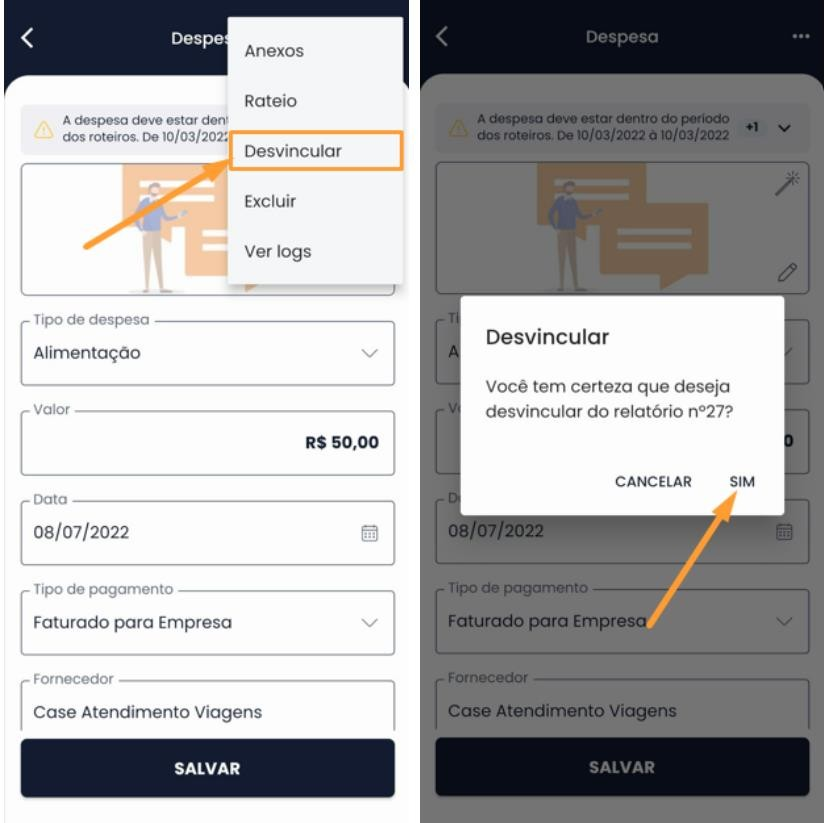 Despe
Anexos
Rateio
Desvincular
Excluir
Ver logs
A despesa deve estar den
dos roteiros. De 10/03/202
Tipo de despesa
Alimentação
Valor
R$ 50,00
Data
08/07/2022
Tipo de pagamento
Faturado para Empresa
Fornecedor
Case Atendimento Viagens
SALVAR
Despesa
A despesa deve estar dentro do período
dos roteiros. De 10/03/2022 à 10/03/2022
+1
Ti
A
Desvincular
Você tem certeza que deseja
desvincular do relatório nº27?
CANCELAR SIM
08/07/2022
Tipo de pagamento
Faturado para Empresa
Fornecedor
Case Atendimento Viagens
SALVAR